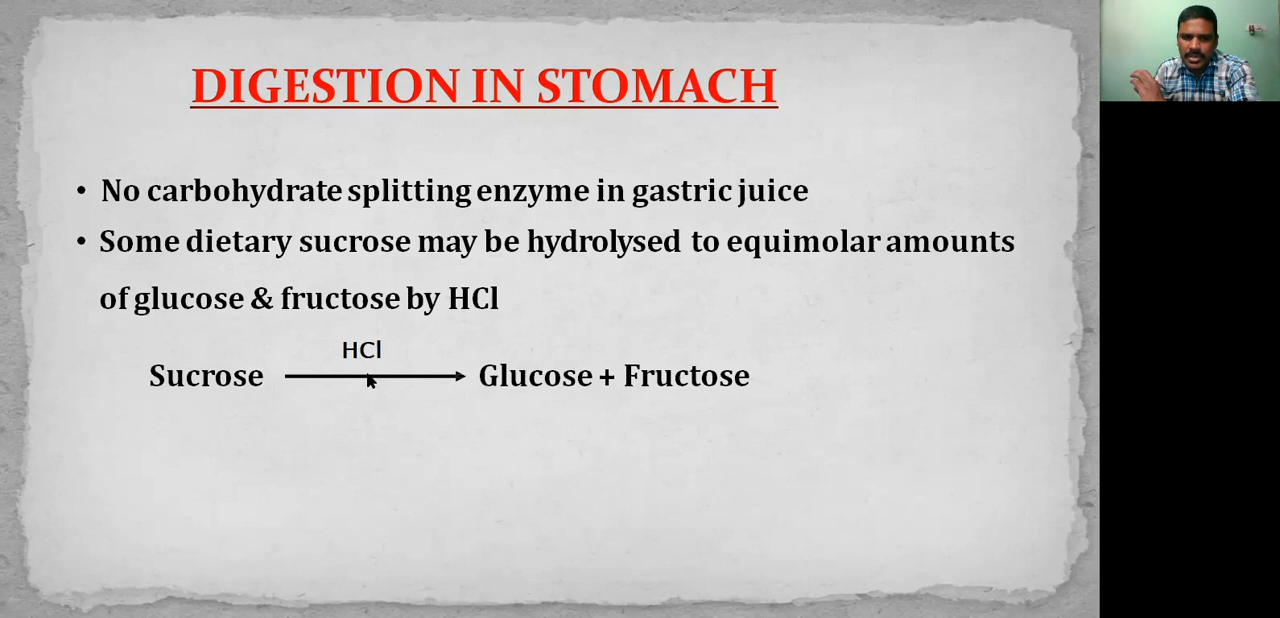 DIGESTION IN STOMACH
• No carbohydrate splitting enzyme in gastric juice
• Some dietary sucrose may be hydrolysed to equimolar amounts
of glucose & fructose by HCl
HCl
Sucrose → Glucose + Fructose